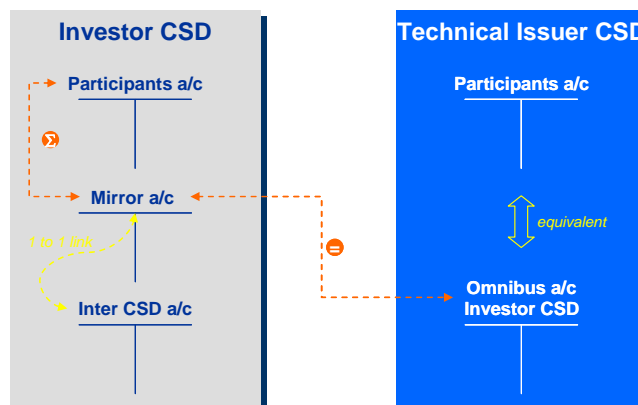 Investor CSD
Participants a/c
Σ
Mirror a/c
1 to 1 link
Inter CSD a/c
=
Technical Issuer CSD
Participants a/c
equivalent
Omnibus a/c
Investor CSD